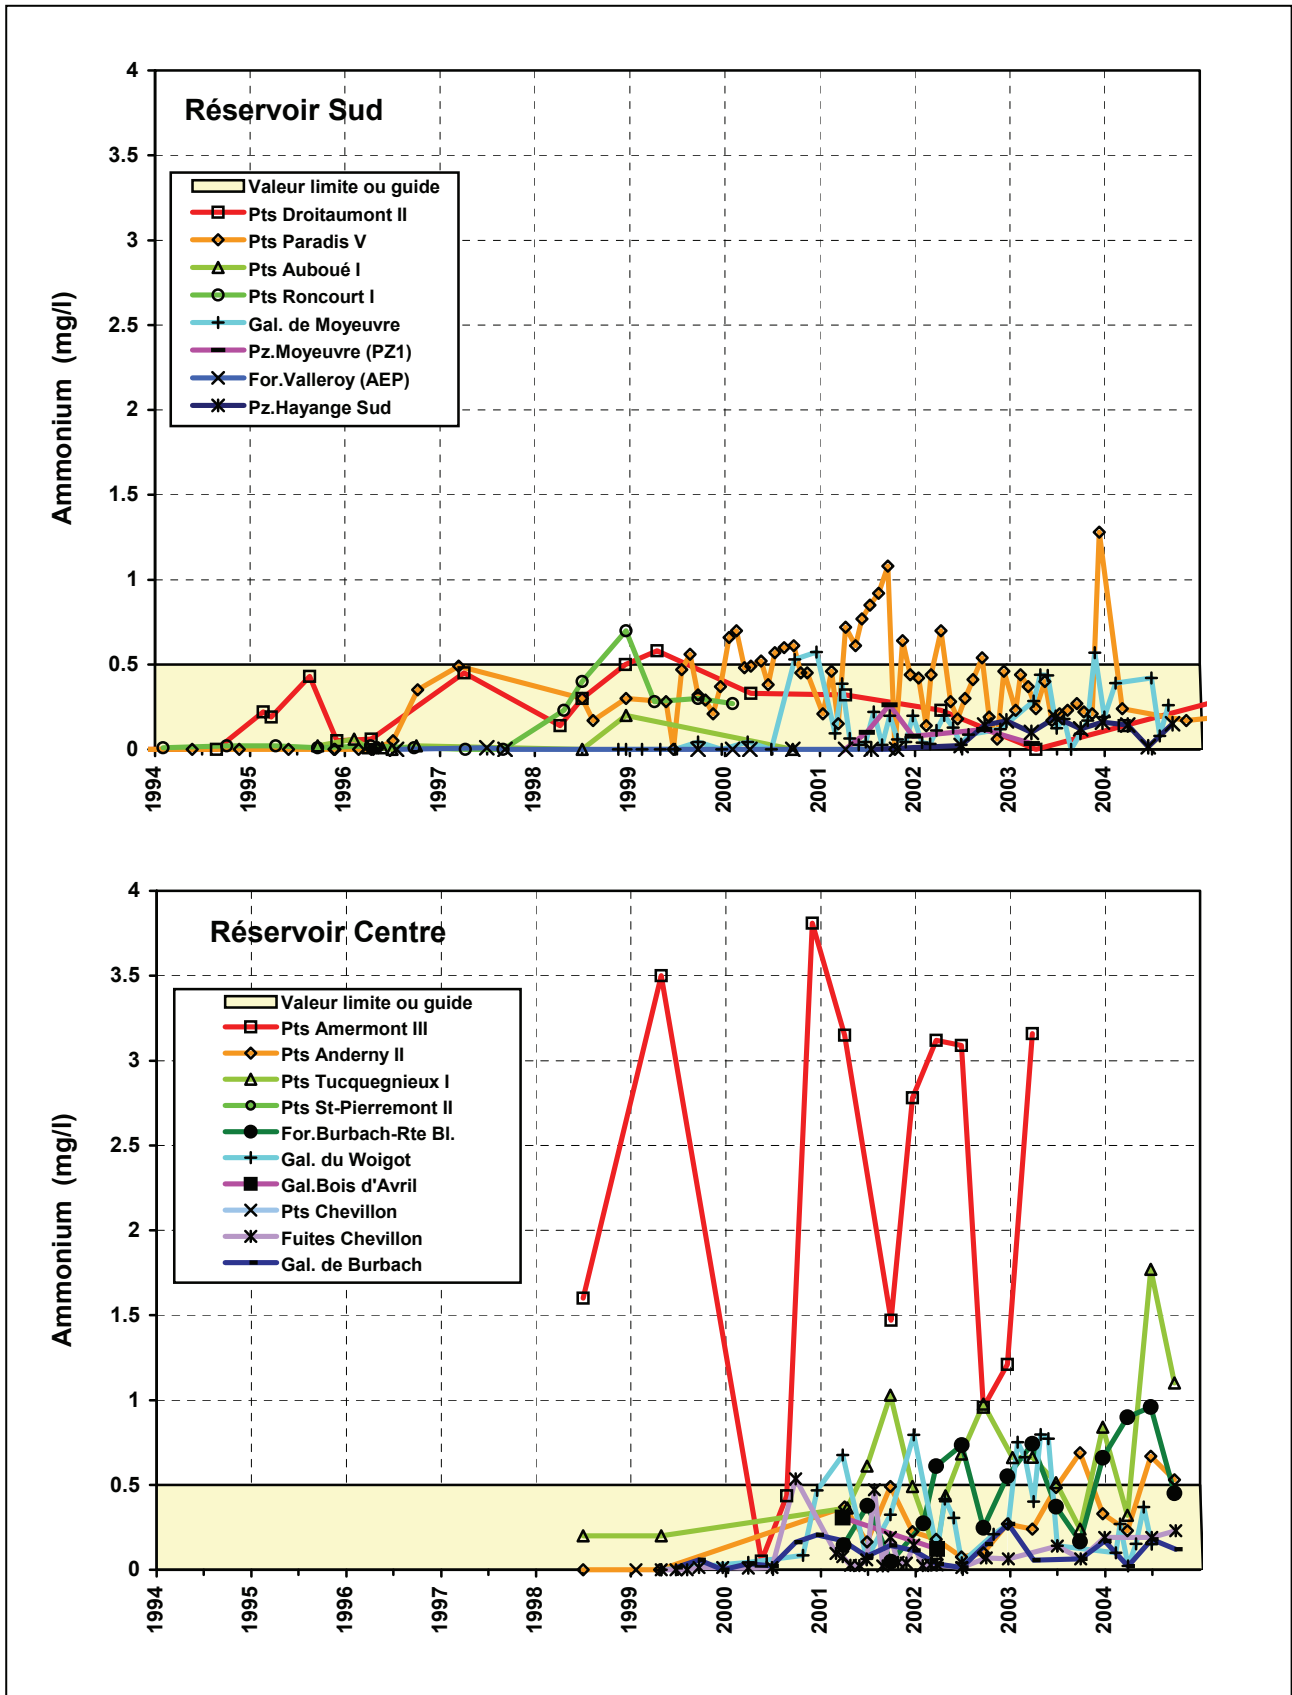 Réservoir Sud
Ammonium (mg/l)
4
3.5
3
2.5
2
1.5
1
0.5
0
Valeur limite ou guide
Pts Droitaumont II
Pts Paradis V
Pts Auboué I
Pts Roncourt I
Gal. de Moyeuvre
Pz.Moyeuvre (PZ1)
For.Valleroy (AEP)
Pz.Hayange Sud
1994 1995 1996 1997 1998 1999 2000 2001 2002 2003 2004
Réservoir Centre
Ammonium (mg/l)
4
3.5
3
2.5
2
1.5
1
0.5
0
Valeur limite ou guide
Pts Amermont III
Pts Anderny II
Pts Tucquegnieux I
Pts St-Pierremont II
For.Burbach-Rte Bl.
Gal. du Woigot
Gal.Bois d'Avril
Pts Chevillon
Fuites Chevillon
Gal. de Burbach
1994 1995 1996 1997 1998 1999 2000 2001 2002 2003 2004